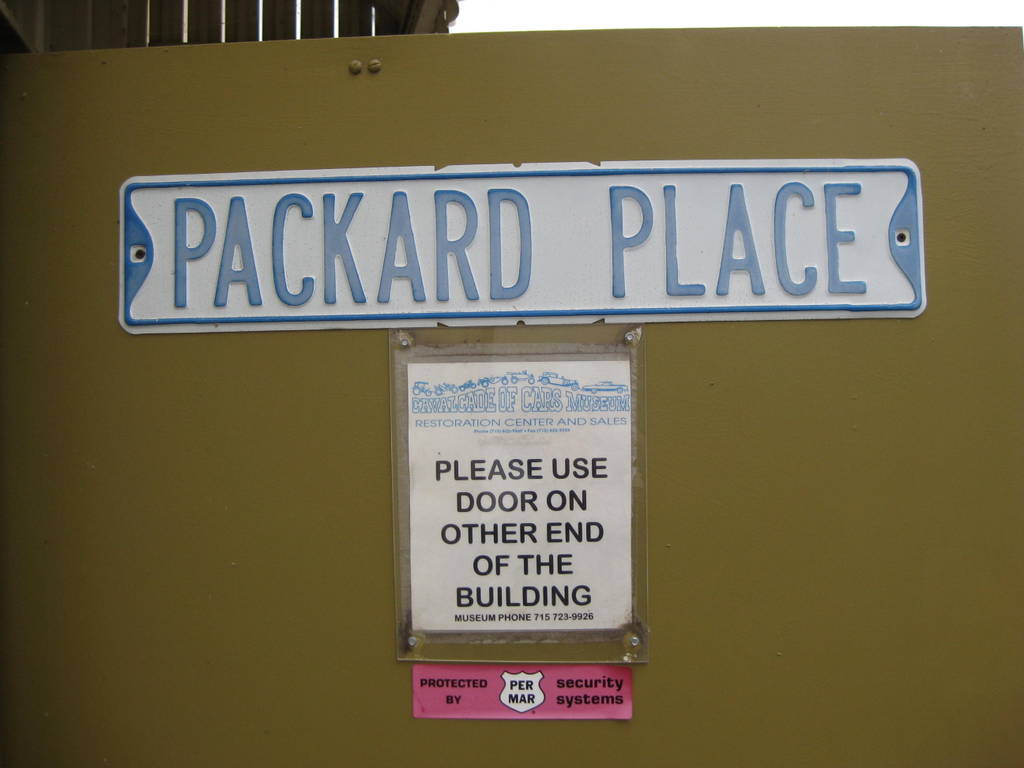 PACKARD PLACE
CAVALCADE OF CARS MUSEUM
RESTORATION CENTER AND SALES
PLEASE USE
DOOR ON
OTHER END
OF THE
BUILDING
MUSEUM PHONE 715 723-9926
PROTECTED BY
PER MAR
security systems